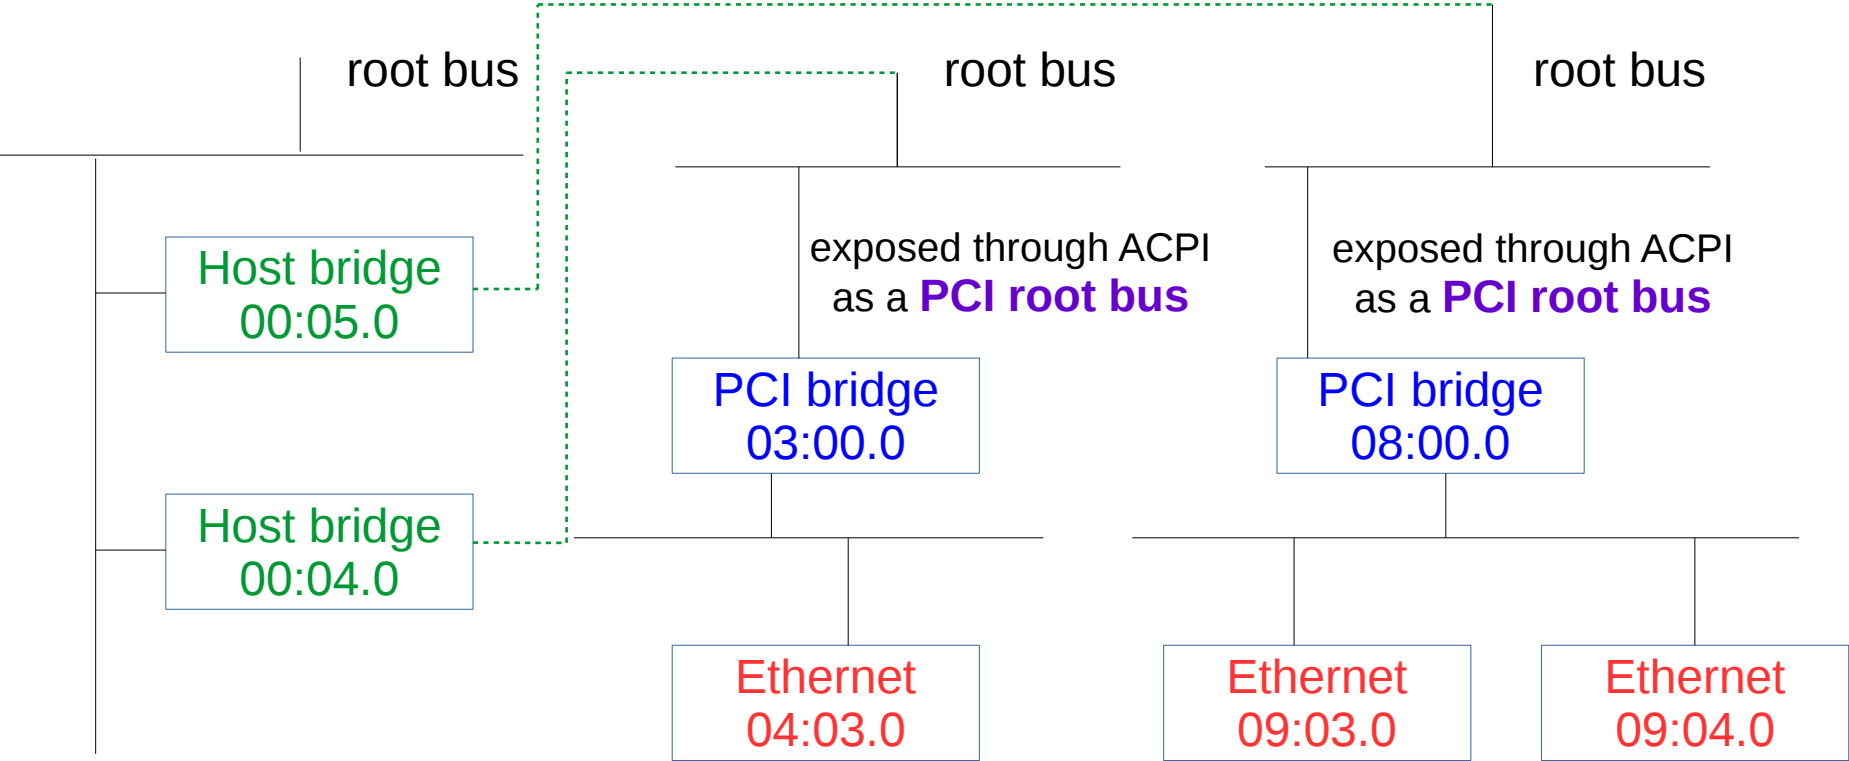 root bus
root bus
root bus
Host bridge
00:05.0
Host bridge
00:04.0
exposed through ACPI
as a PCI root bus
PCI bridge
03:00.0
Ethernet
04:03.0
exposed through ACPI
as a PCI root bus
PCI bridge
08:00.0
Ethernet
09:03.0
Ethernet
09:04.0